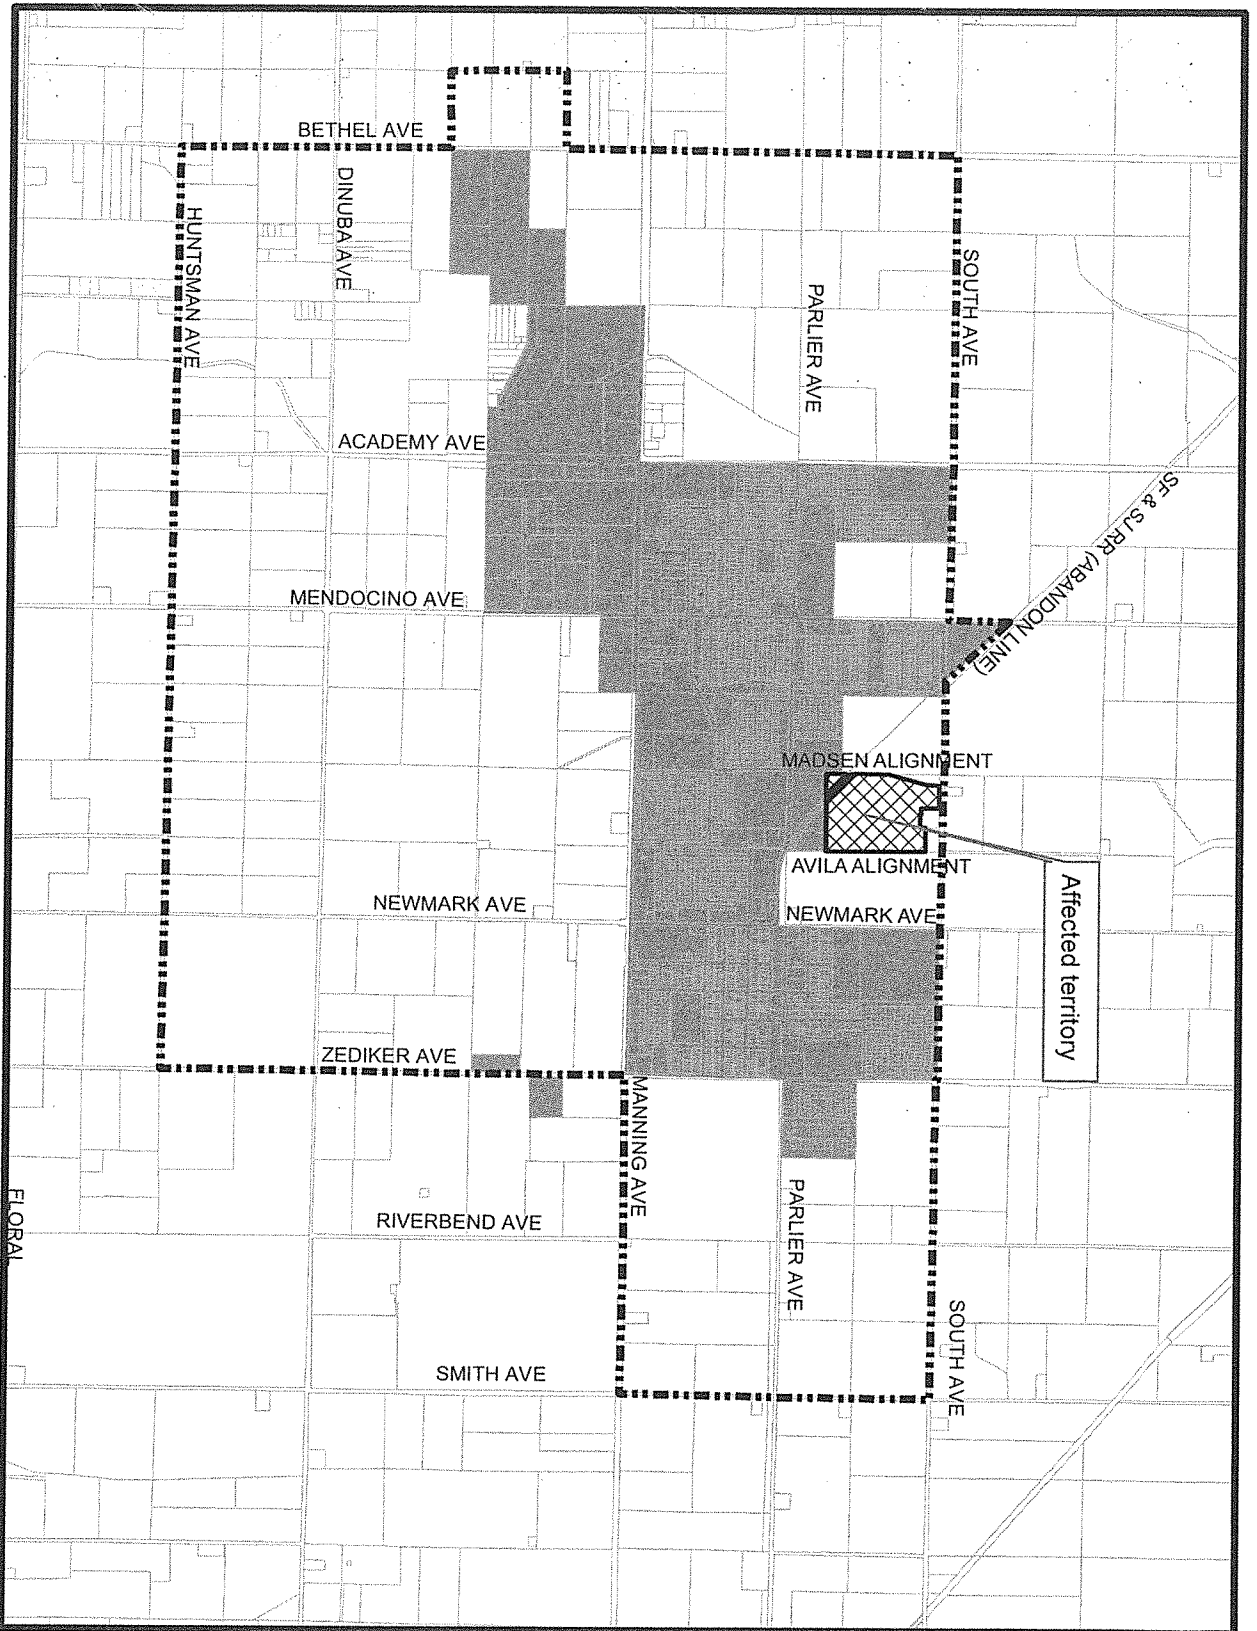 BETHEL AVE
DINUBA AVE
HUNTSMAN AVE
SOUTH AVE
PARLIER AVE
ACADEMY AVE
SF & SJ RR (ABANDON LINE)
MENDOCINO AVE
MADSEN ALIGNMENT
AVILA ALIGNMENT
Affected territory
NEWMARK AVE
NEWMARK AVE
ZEDIKER AVE
MANNING AVE
PARLIER AVE
RIVERBEND AVE
FLORAL
SOUTH AVE
SMITH AVE